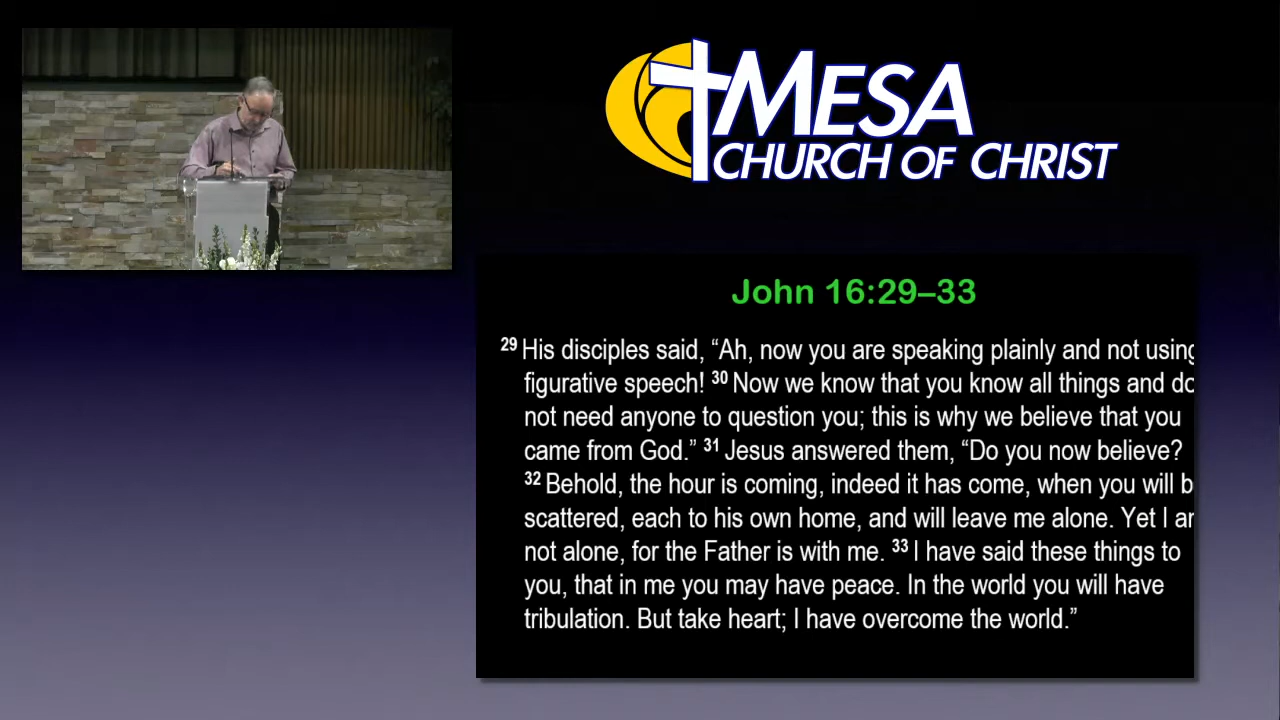 MESA
CHURCH OF CHRIST
John 16:29–33
29 His disciples said, “Ah, now you are speaking plainly and not using
figurative speech! 30 Now we know that you know all things and do
not need anyone to question you; this is why we believe that you
came from God.” 31 Jesus answered them, “Do you now believe?
32 Behold, the hour is coming, indeed it has come, when you will b
scattered, each to his own home, and will leave me alone. Yet I ar
not alone, for the Father is with me. 33 I have said these things to
you, that in me you may have peace. In the world you will have
tribulation. But take heart; I have overcome the world.”